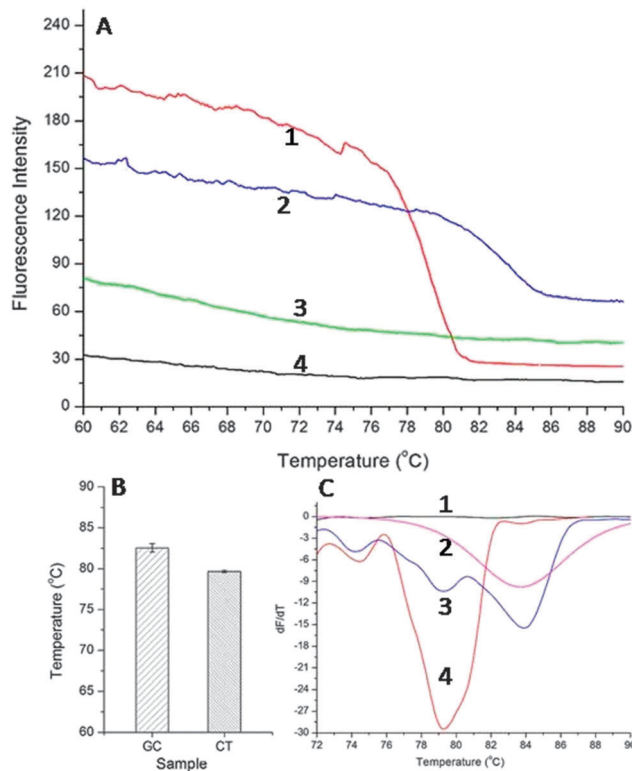 A
240
210
180
150
120
90
60
30
0
Fluorescence Intensity
1
2
3
4
60 62 64 66 68 70 72 74 76 78 80 82 84 86 88 90
Temperature (°C)
B
90
85
80
75
70
65
60
Temperature (°C)
GC CT
Sample
C
0
-3
-6
-9
-12
-15
-18
-21
-24
-27
-30
dF/dT
1
2
3
4
72 74 76 78 80 82 84 86 88 90
Temperature (°C)